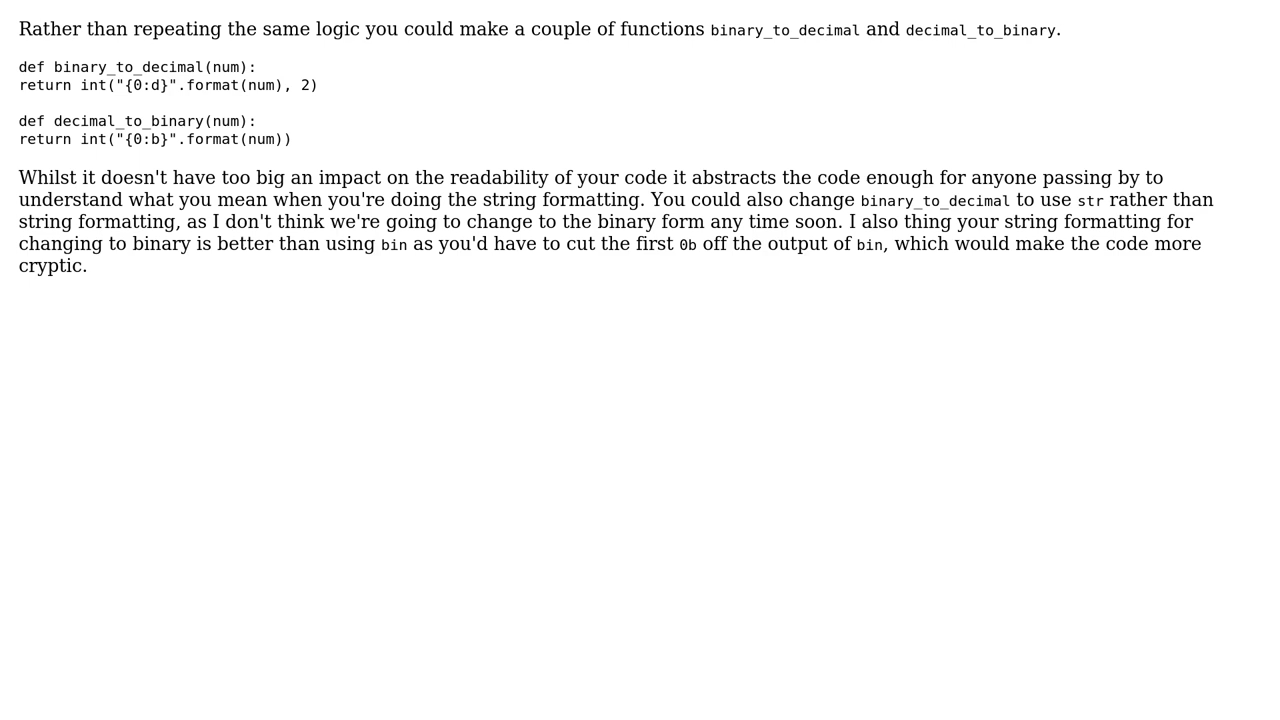 Rather than repeating the same logic you could make a couple of functions binary_to_decimal and decimal_to_binary.
def binary_to_decimal(num):
return int("{0:d}".format(num), 2)
def decimal_to_binary(num):
return int("{0:b}".format(num))
Whilst it doesn't have too big an impact on the readability of your code it abstracts the code enough for anyone passing by to
understand what you mean when you're doing the string formatting. You could also change binary_to_decimal to use str rather than
string formatting, as I don't think we're going to change to the binary form any time soon. I also thing your string formatting for
changing to binary is better than using bin as you'd have to cut the first 0b off the output of bin, which would make the code more
cryptic.